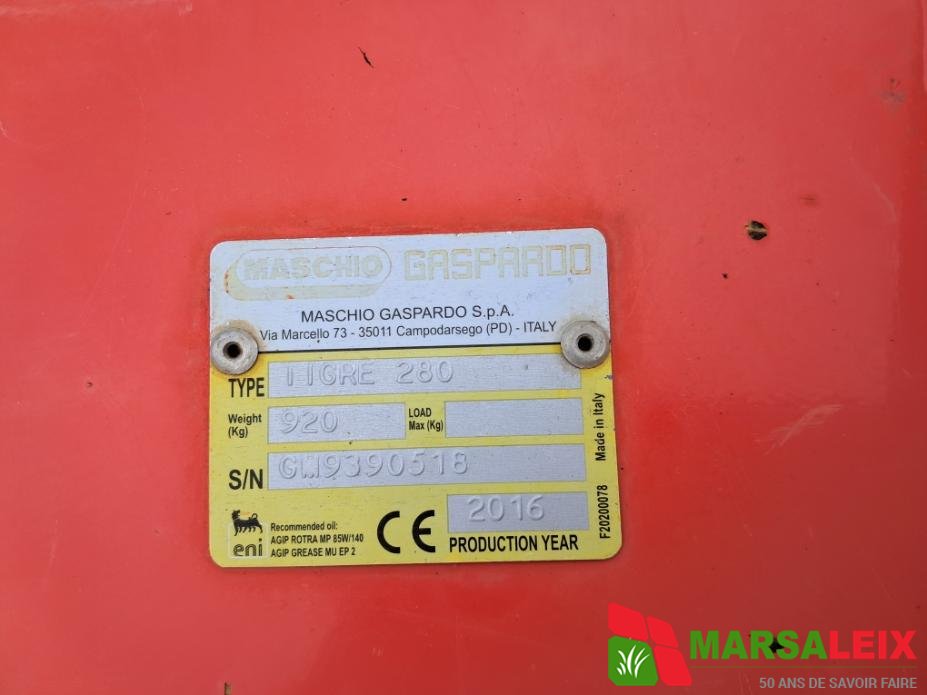 MASCHIO GASPARDO
MASCHIO GASPARDO S.p.A.
Via Marcello 73 - 35011 Campodarsego (PD) - ITALY
TYPE TIGRE 280
Weight (Kg) 920 LOAD Max (Kg)
S/N GW9390518
Made in Italy
F20200078
2016
eni
Recommended oil:
AGIP ROTRA MP 85W/140
AGIP GREASE MU EP 2
CE
PRODUCTION YEAR
MARSALEIX
50 ANS DE SAVOIR FAIRE